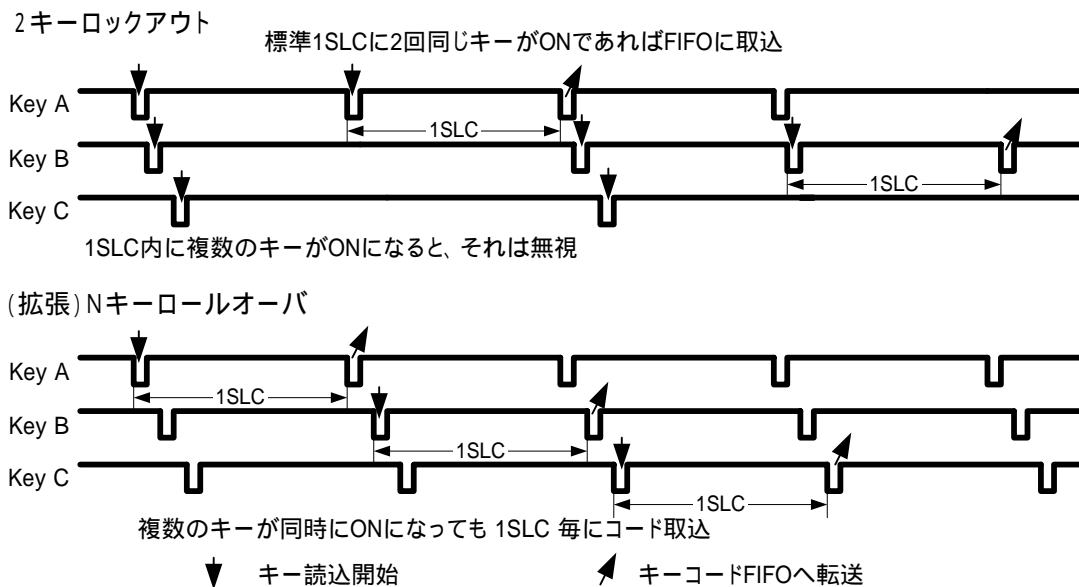 2キーロックアウト
標準1SLCに2回同じキーがONであればFIFOに取込
Key A
1SLC
Key B
1SLC
Key C
1SLC内に複数のキーがONになると、それは無視
(拡張)Nキーロールオーバ
Key A
1SLC
Key B
1SLC
Key C
1SLC
複数のキーが同時にONになっても 1SLC 毎にコード取込
キー読込開始
キーコードFIFOへ転送